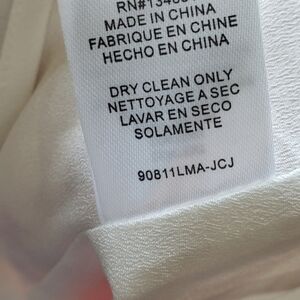 MADE IN CHINA
FABRIQUE EN CHINE
HECHO EN CHINA
DRY CLEAN ONLY
NETTOYAGE A SEC
LAVAR EN SECO
SOLAMENTE
90811LMA-JCJ